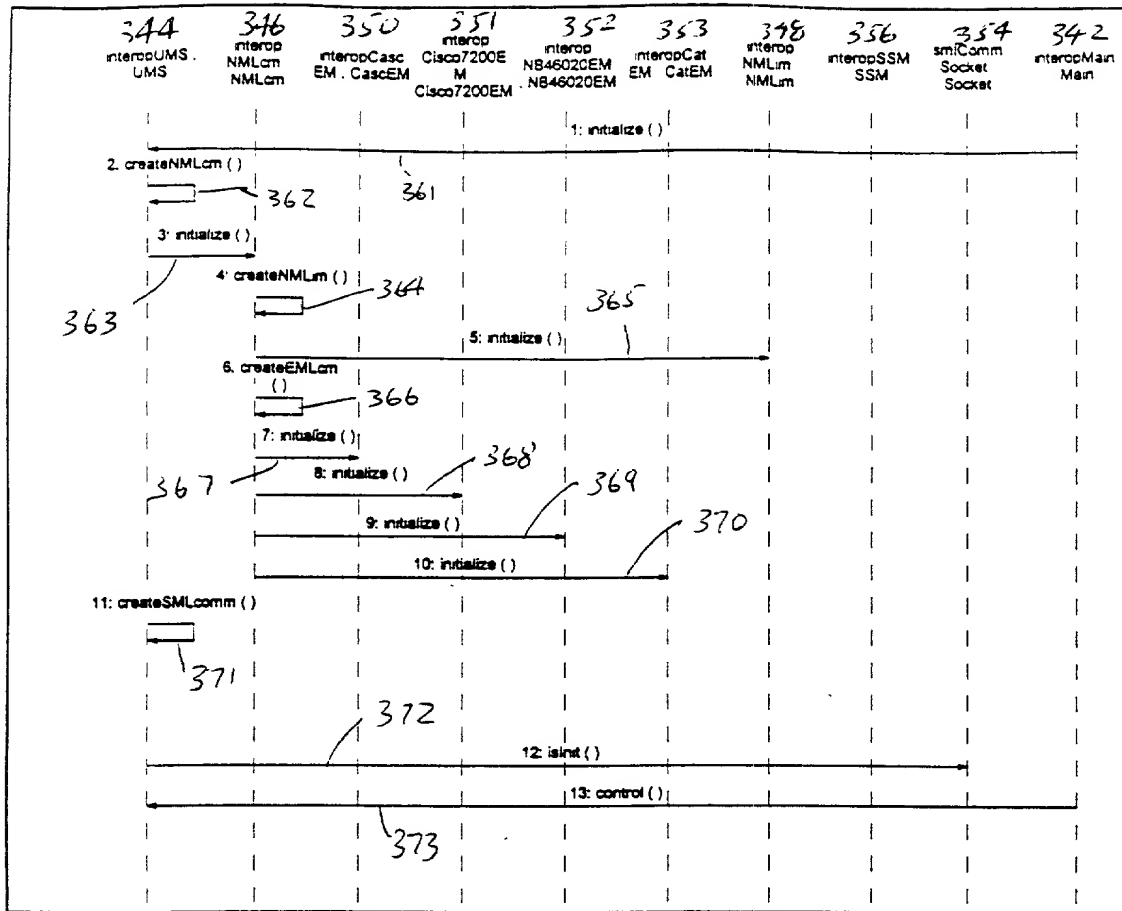 344 346 350 351 352 353 348 356 354 342
interopUMS . UMS
interop NMLcm NMLcm
interopCasc EM . CascEM
interop Cisco7200E M Cisco7200EM
interop NB46020EM . NB46020EM
interopCat EM CatEM
interop NMLim NMLim
interopSSM SSM
smlComm Socket Socket
interopMain Main
1: initialize ( )
361
2. createNMLcm ( )
362
3: initialize ( )
363
4: createNMLim ( )
364
365
5: initialize ( )
6. createEMLcm ( )
366
7: initialize ( )
367
368
8: initialize ( )
369
9: initialize ( )
370
10: initialize ( )
11: createSMLcomm ( )
371
372
12: isInit ( )
13: control ( )
373